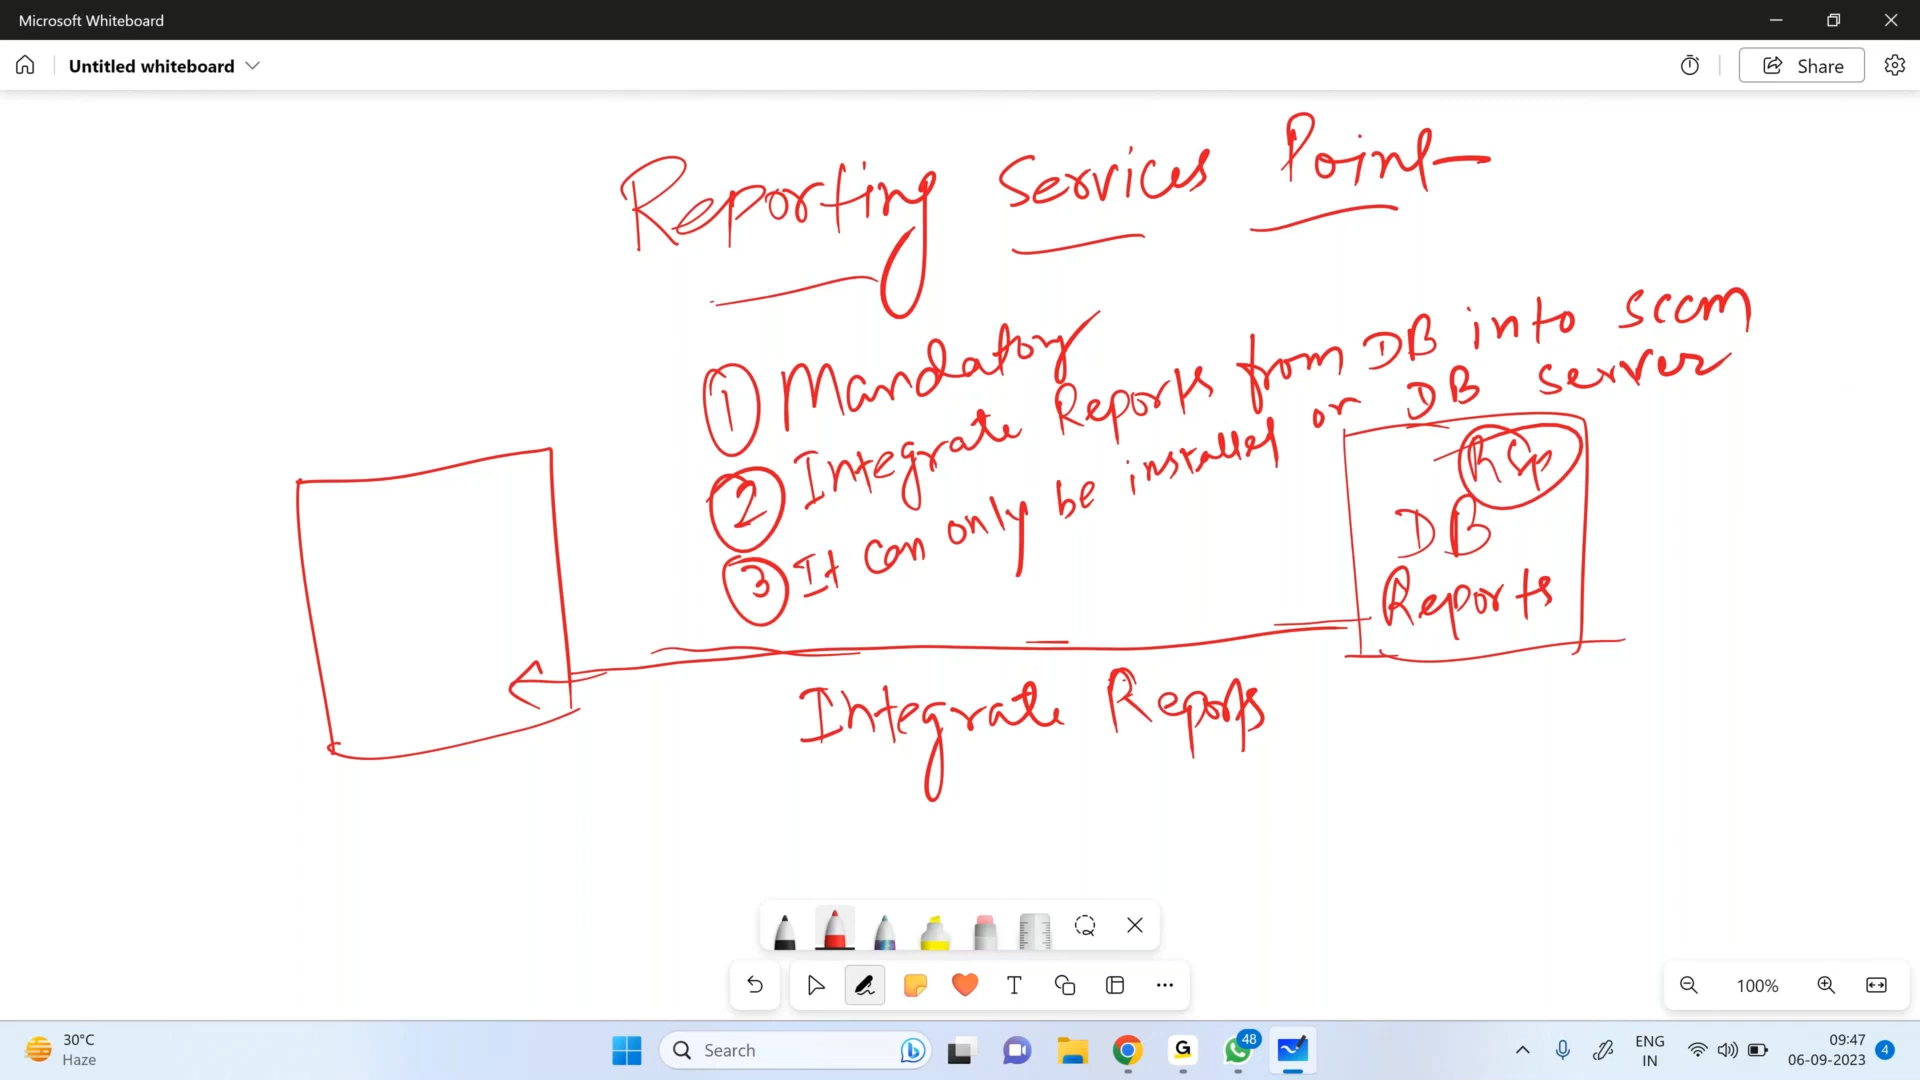 Microsoft Whiteboard
Untitled whiteboard
Share
Reporting Services Point
1 Mandatory
2 Integrate Reports from DB into SCCM
3 It can only be installed on DB Server
RSP
DB
Reports
Integrate Reports
100%
30°C
Haze
Search
48
ENG
IN
09:47
06-09-2023
4